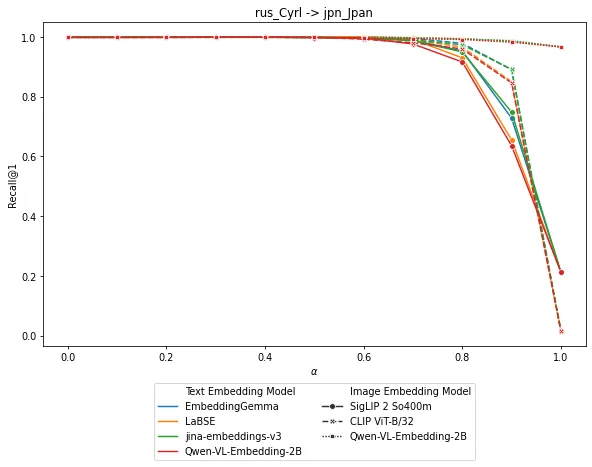 rus_Cyrl -> jpn_Jpan
Recall@1
1.0
0.8
0.6
0.4
0.2
0.0
0.0 0.2 0.4 0.6 0.8 1.0
α
Text Embedding Model
EmbeddingGemma
LaBSE
jina-embeddings-v3
Qwen-VL-Embedding-2B
Image Embedding Model
SigLIP 2 So400m
CLIP ViT-B/32
Qwen-VL-Embedding-2B